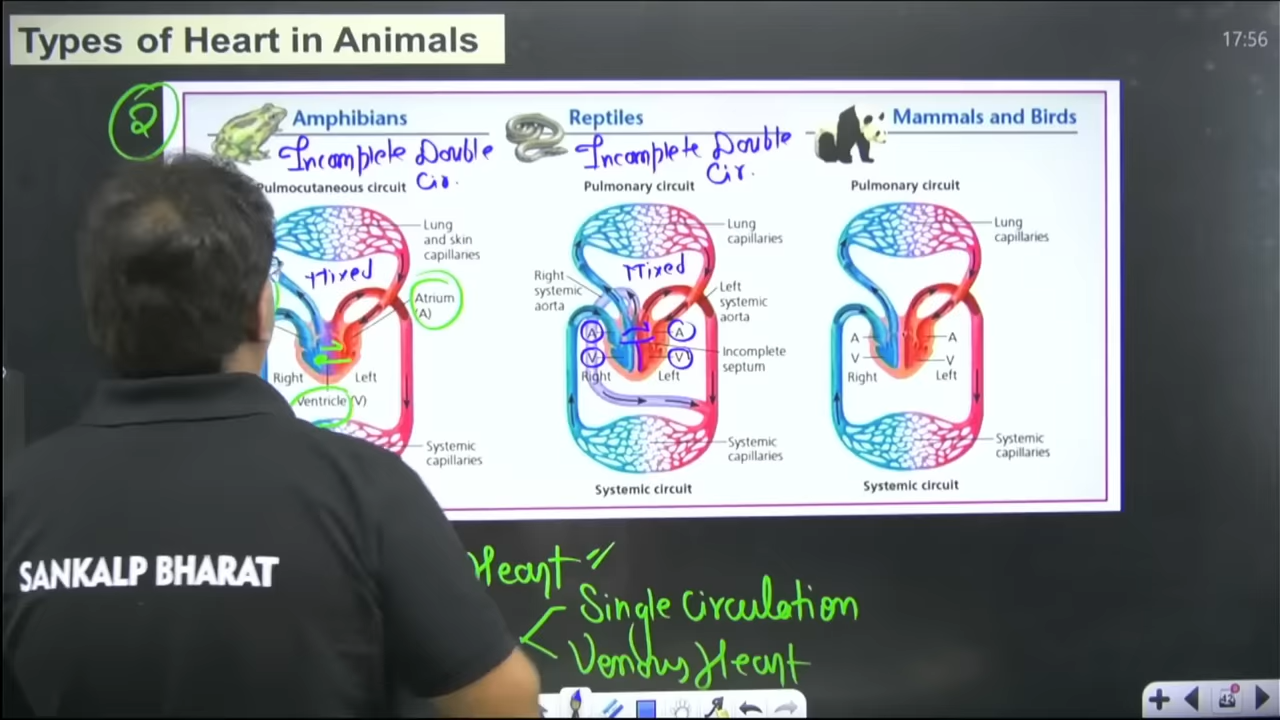 Types of Heart in Animals
17:56
2
Amphibians
Incomplete Double
Cir.
Pulmocutaneous circuit
Lung
and skin
capillaries
Mixed
Atrium
(A)
Right
Left
Ventricle (V)
Systemic
capillaries
Reptiles
Incomplete Double
Cir.
Pulmonary circuit
Lung
capillaries
Mixed
Right
systemic
aorta
Left
systemic
aorta
A
A
V
V
Incomplete
septum
Right
Left
Systemic
capillaries
Systemic circuit
Mammals and Birds
Pulmonary circuit
Lung
capillaries
A
A
V
V
Right
Left
Systemic
capillaries
Systemic circuit
Heart
Single Circulation
Venous Heart
SANKALP BHARAT